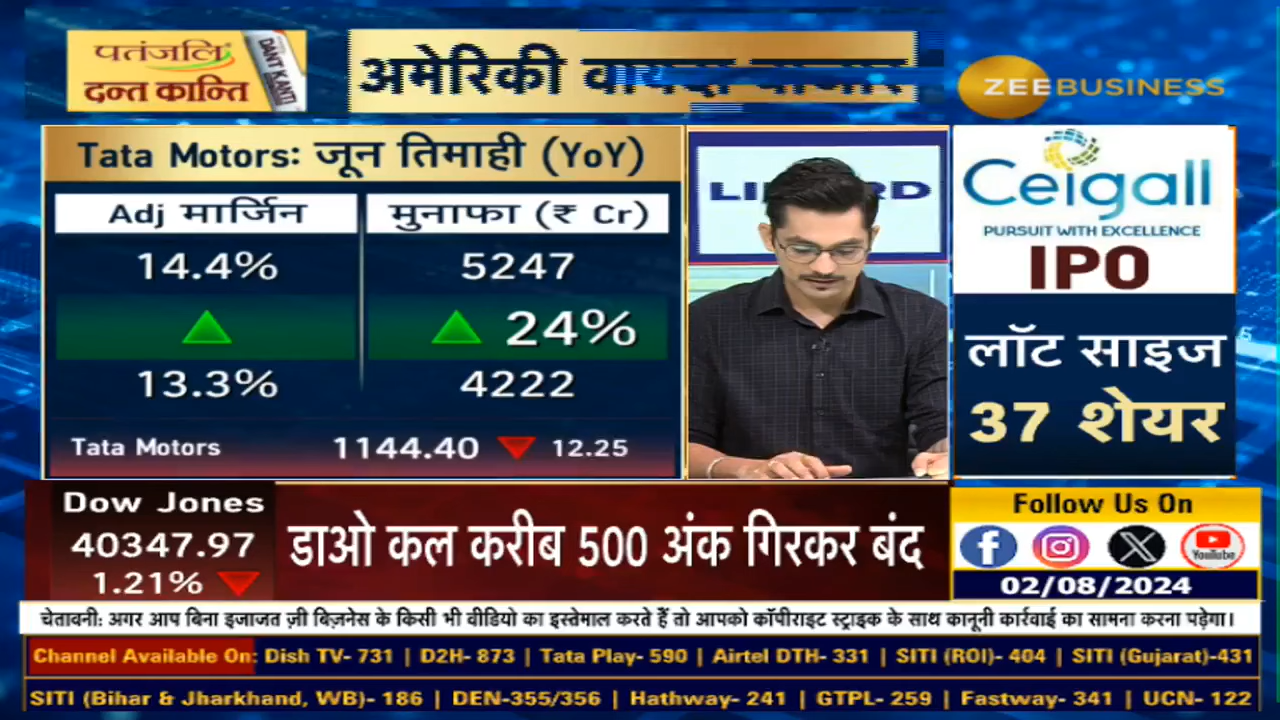 पतंजलि
दन्त कान्ति
DANT KANTI
अमेरिकी
ZEEBUSINESS
Tata Motors: जून तिमाही (YoY)
Adj मार्जिन
मुनाफा (₹ Cr)
14.4%
5247
24%
13.3%
4222
Tata Motors 1144.40 12.25
Ceigall
PURSUIT WITH EXCELLENCE
IPO
लॉट साइज
37 शेयर
Dow Jones
40347.97
1.21%
डाओ कल करीब 500 अंक गिरकर बंद
Follow Us On
YouTube
02/08/2024
चेतावनी: अगर आप बिना इजाजत ज़ी बिज़नेस के किसी भी वीडियो का इस्तेमाल करते हैं तो आपको कॉपीराइट स्ट्राइक के साथ कानूनी कार्रवाई का सामना करना पड़ेगा।
Channel Available On: Dish TV- 731 | D2H- 873 | Tata Play- 590 | Airtel DTH- 331 | SITI (ROI)- 404 | SITI (Gujarat)-431
SITI (Bihar & Jharkhand, WB)- 186 | DEN-355/356 | Hathway- 241 | GTPL- 259 | Fastway- 341 | UCN- 122